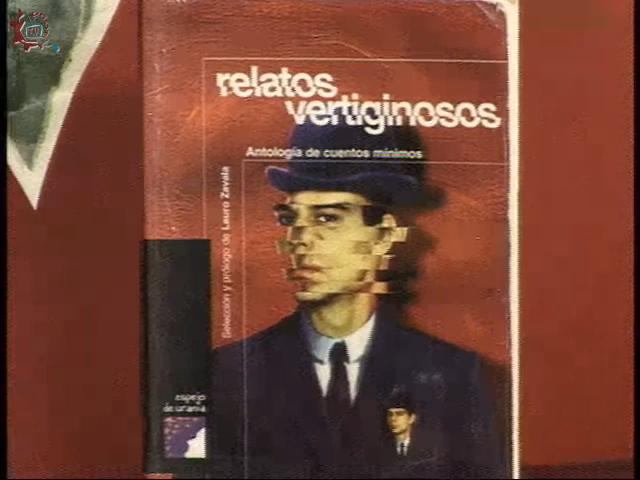 relatos
vertiginosos
Antología de cuentos mínimos
Selección y prólogo de Lauro Zavala
espejo
de urania